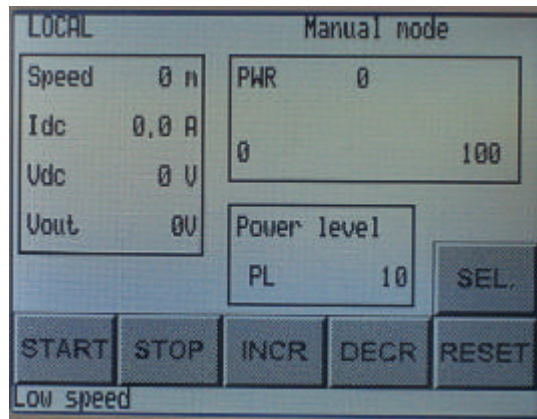 LOCAL Manual mode
Speed 0 m
Idc 0,0 A
Vdc 0 V
Vout 0V
PWR 0
0 100
Power level
PL 10
SEL.
START STOP INCR DECR RESET
Low speed